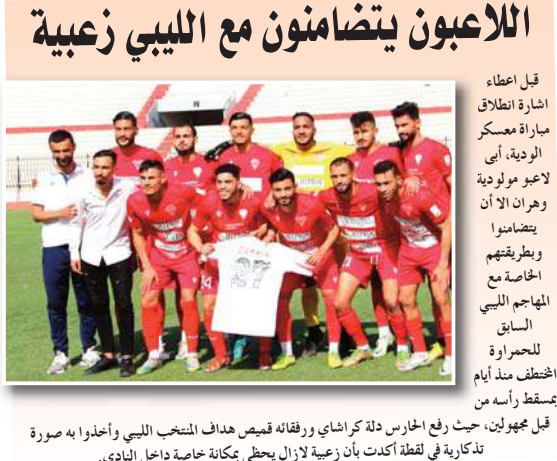 اللاعبون يتضامنون مع الليبي زعبية
قبل اعطاء
اشارة انطلاق
مباراة معسكر
الودية، أبى
لاعبو مولودية
وهران الا أن
يتضامنوا
وبطريقتهم
الخاصة مع
المهاجم الليبي
السابق
للحمراوة
المختطف منذ أيام
بمسقط رأسه من
قبل مجهولين، حيث رفع الحارس دلة كراشاي ورفقائه قميص هداف المنتخب الليبي وأخذوا به صورة
تذكارية في لقطة أكدت بأن زعبية لازال يحظى بمكانة خاصة داخل النادي.
ZERBIA
27